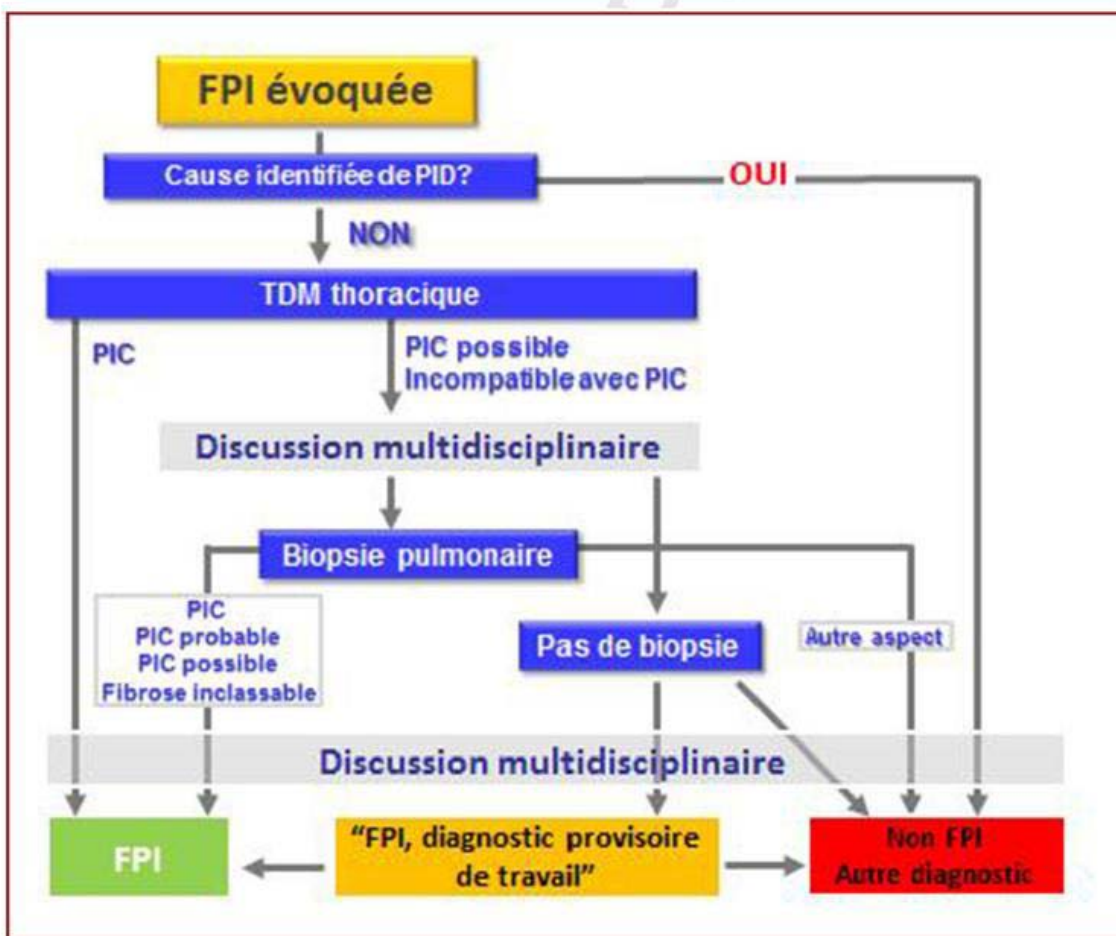 FPI évoquée
Cause identifiée de PID?
OUI
NON
TDM thoracique
PIC
PIC possible
Incompatible avec PIC
Discussion multidisciplinaire
Biopsie pulmonaire
PIC
PIC probable
PIC possible
Fibrose inclassable
Pas de biopsie
Autre aspect
Discussion multidisciplinaire
FPI
“FPI, diagnostic provisoire
de travail”
Non FPI
Autre diagnostic